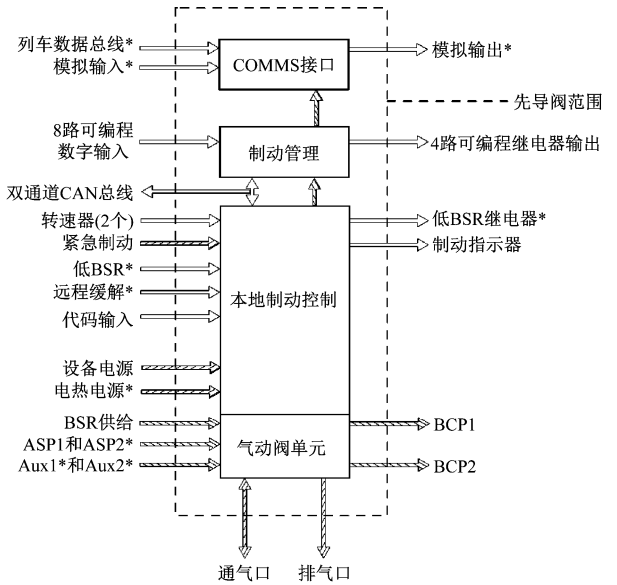 列车数据总线*
模拟输入*
COMMS接口
模拟输出*
先导阀范围
8路可编程
数字输入
制动管理
4路可编程继电器输出
双通道CAN总线
转速器(2个)
紧急制动
低BSR*
远程缓解*
代码输入
本地制动控制
低BSR继电器*
制动指示器
设备电源
电热电源*
BSR供给
ASP1和ASP2*
Aux1*和Aux2*
气动阀单元
BCP1
BCP2
通气口
排气口